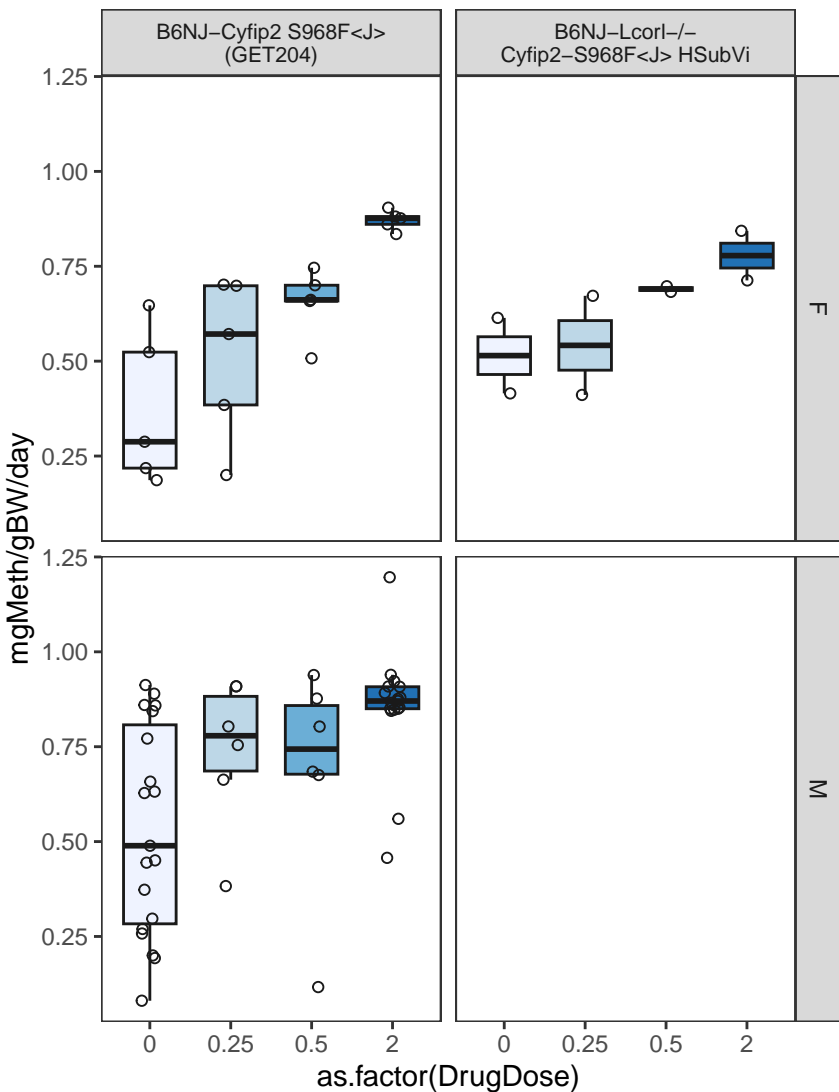 B6NJ−Cyfip2 S968F<J>
(GET204)
B6NJ−Lcorl−/−
Cyfip2−S968F<J> HSubVi
1.25
1.00
0.75
0.50
0.25
F
1.25
1.00
0.75
0.50
0.25
M
mgMeth/gBW/day
0 0.25 0.5 2
0 0.25 0.5 2
as.factor(DrugDose)